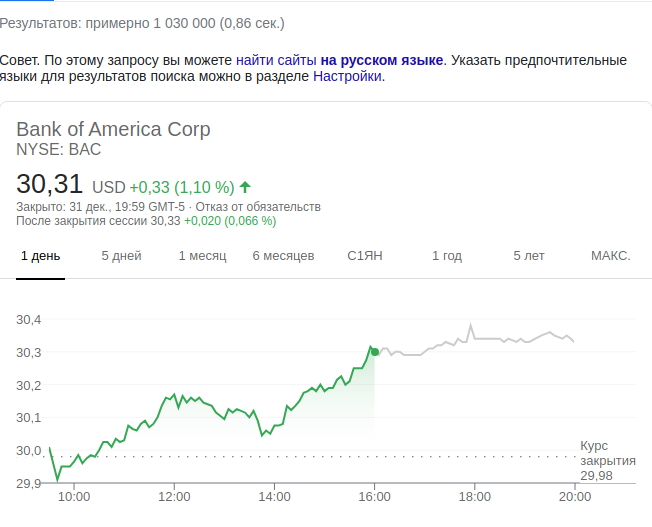 Результатов: примерно 1 030 000 (0,86 сек.)
Совет. По этому запросу вы можете найти сайты на русском языке. Указать предпочтительные
языки для результатов поиска можно в разделе Настройки.
Bank of America Corp
NYSE: BAC
30,31 USD +0,33 (1,10 %)
Закрыто: 31 дек., 19:59 GMT-5 · Отказ от обязательств
После закрытия сессии 30,33 +0,020 (0,066 %)
1 день 5 дней 1 месяц 6 месяцев С1ЯН 1 год 5 лет МАКС.
30,4
30,3
30,2
30,1
30,0
29,9
Курс
закрытия
29,98
10:00 12:00 14:00 16:00 18:00 20:00